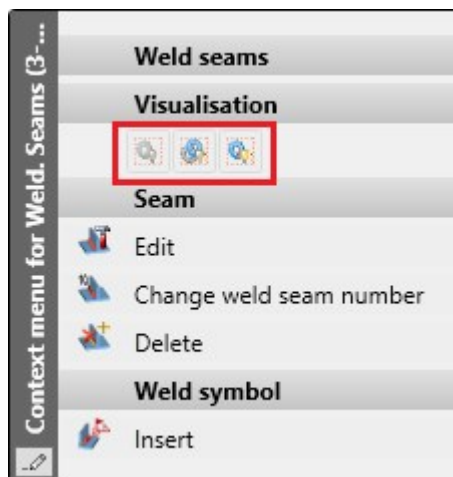 Context menu for Weld. Seams (3-...
Weld seams
Visualisation
Seam
Edit
Change weld seam number
Delete
Weld symbol
Insert